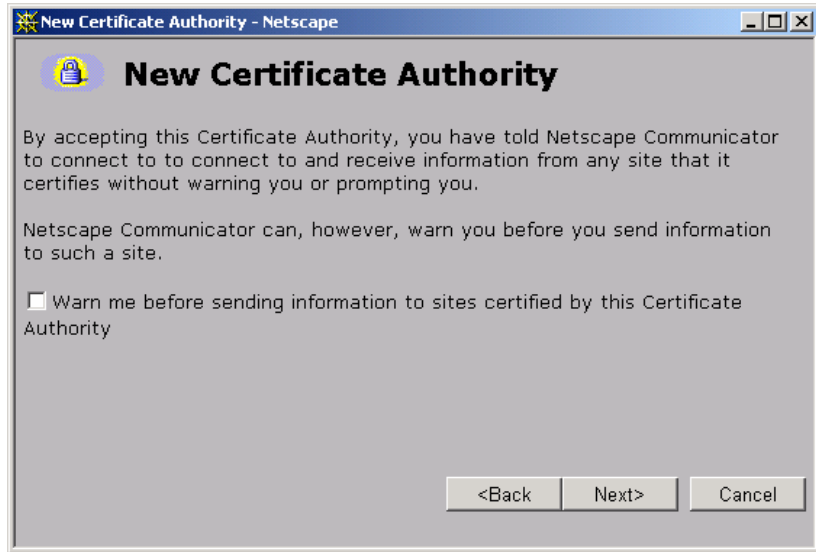 New Certificate Authority - Netscape
New Certificate Authority
By accepting this Certificate Authority, you have told Netscape Communicator
to connect to to connect to and receive information from any site that it
certifies without warning you or prompting you.
Netscape Communicator can, however, warn you before you send information
to such a site.
Warn me before sending information to sites certified by this Certificate
Authority
<Back Next> Cancel